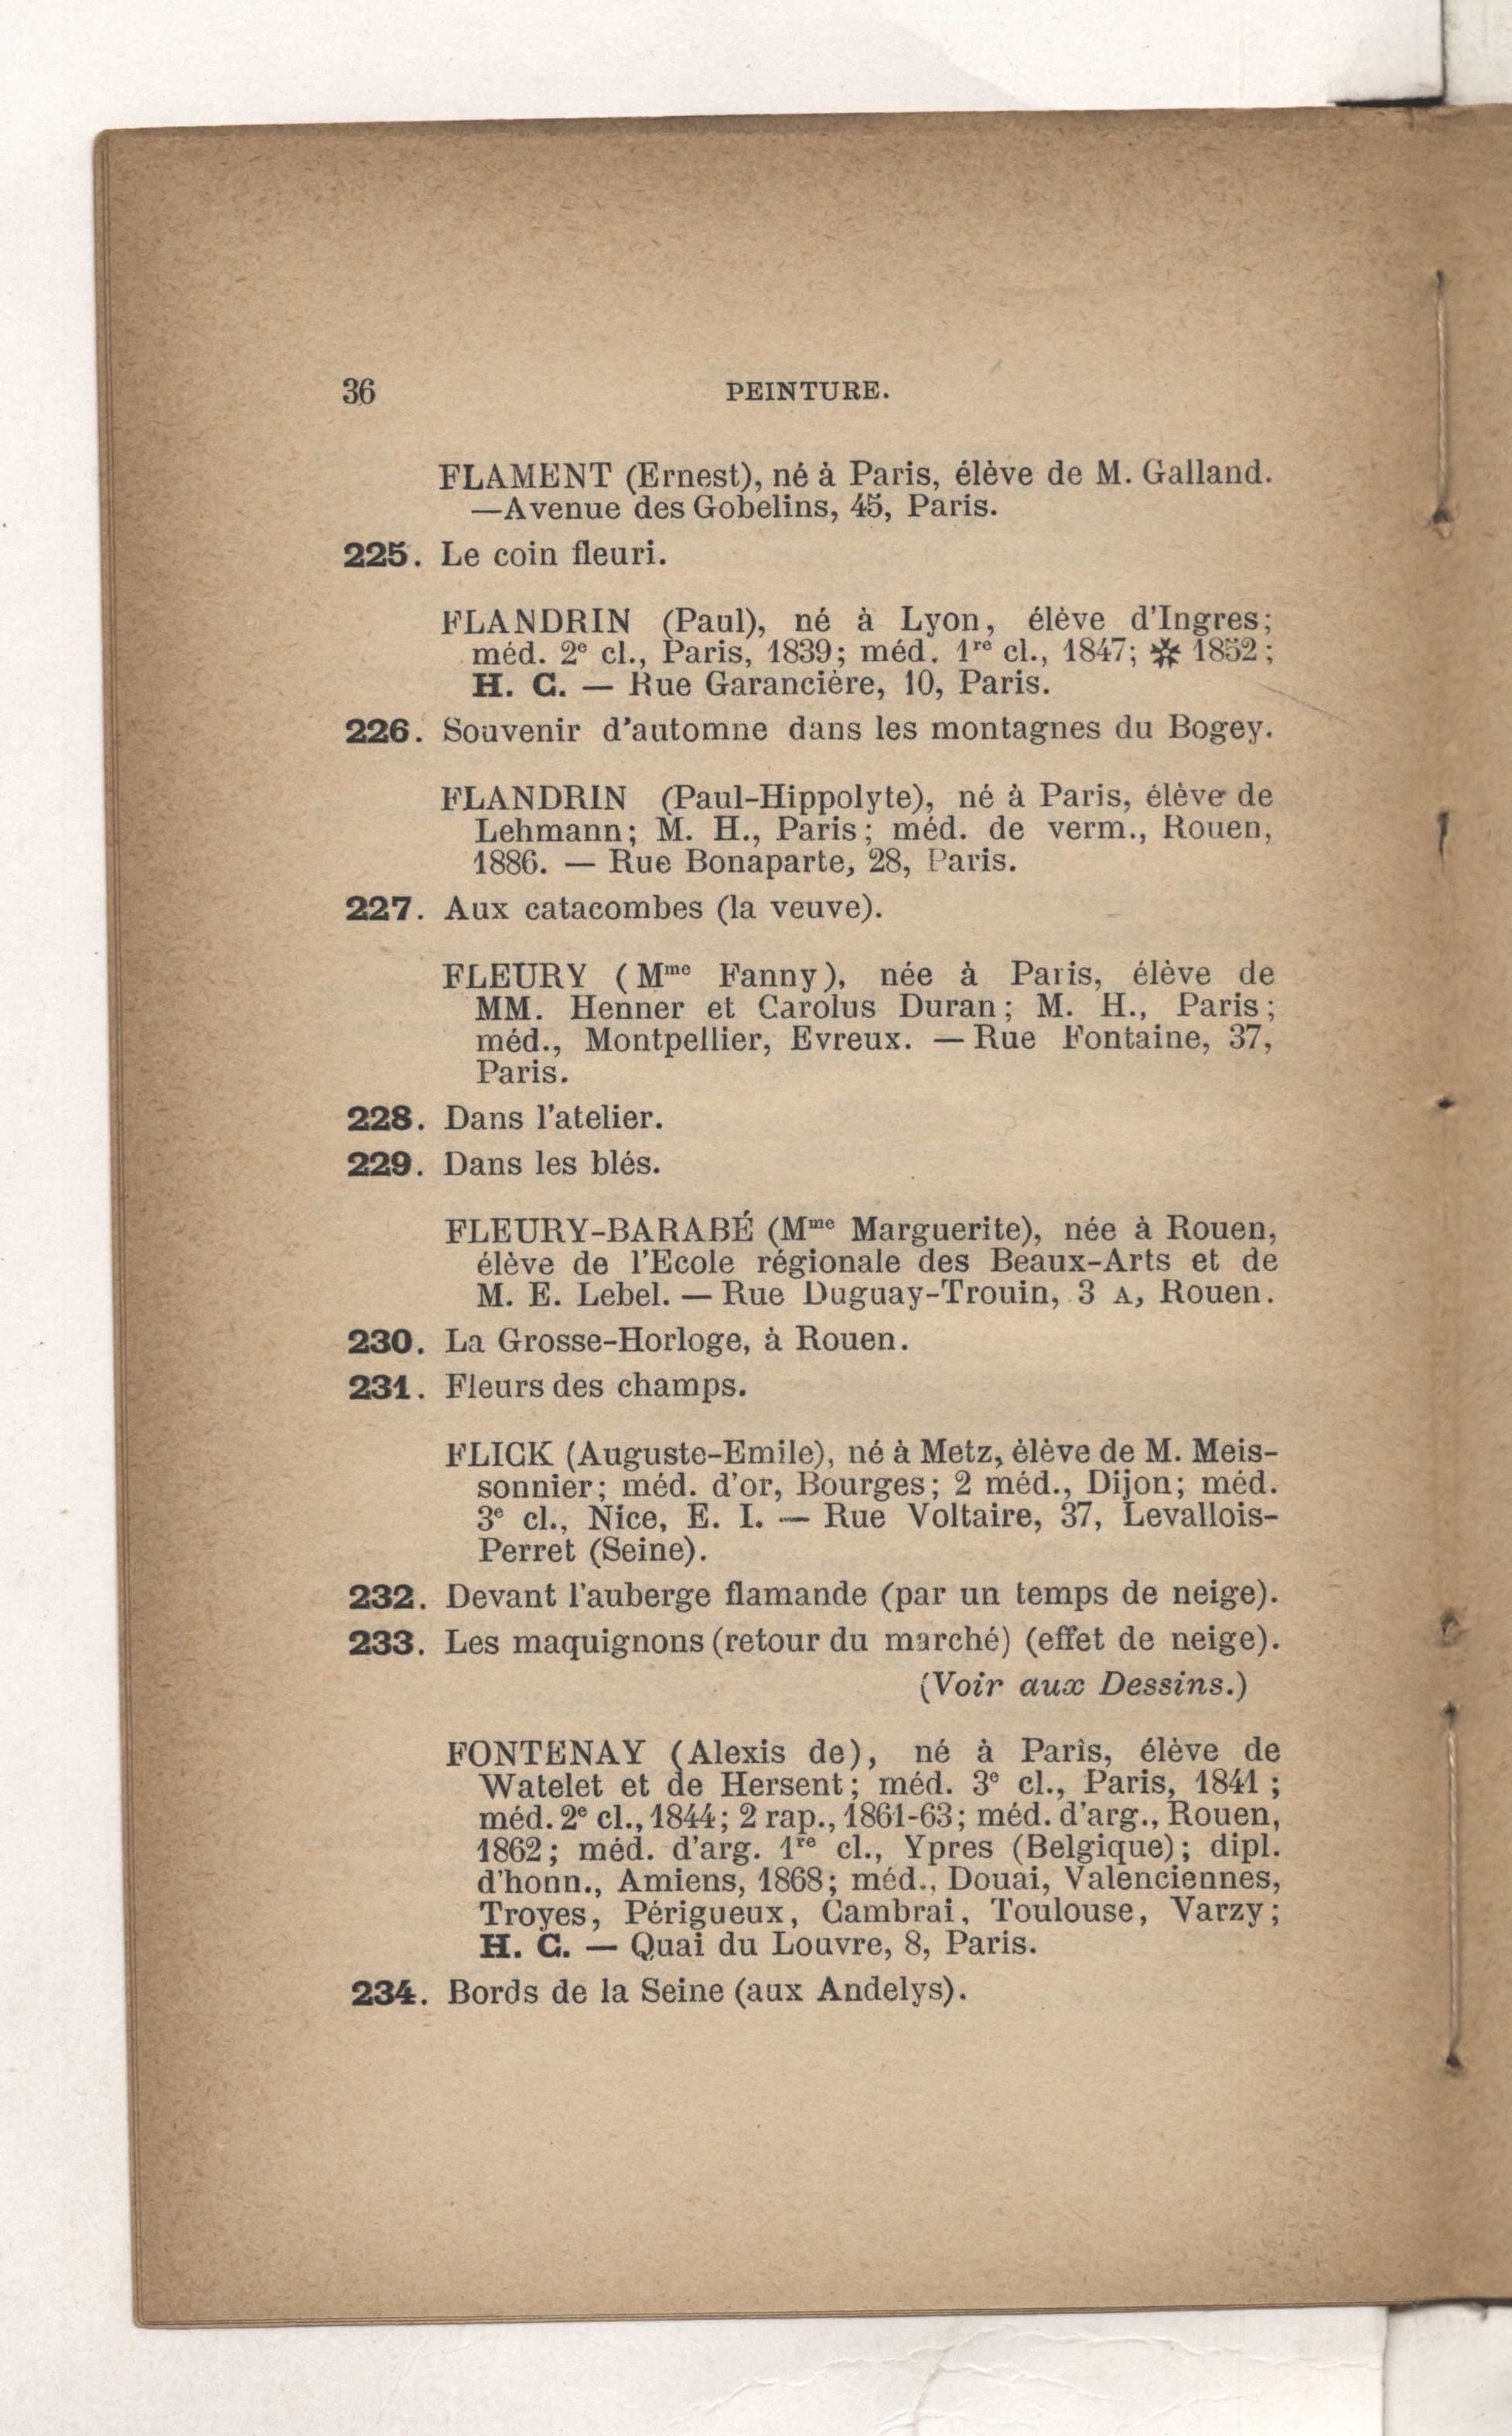 36
PEINTURE.
FLAMENT (Ernest), né à Paris, élève de M. Galland.
—Avenue des Gobelins, 45, Paris.
225. Le coin fleuri.
FLANDRIN (Paul), né à Lyon, élève d'Ingres;
méd. 2e cl., Paris, 1839; méd. 1re cl., 1847; ✲ 1852;
H. C. — Rue Garancière, 10, Paris.
226. Souvenir d'automne dans les montagnes du Bogey.
FLANDRIN (Paul-Hippolyte), né à Paris, élève de
Lehmann; M. H., Paris; méd. de verm., Rouen,
1886. — Rue Bonaparte, 28, Paris.
227. Aux catacombes (la veuve).
FLEURY (Mme Fanny), née à Paris, élève de
MM. Henner et Carolus Duran; M. H., Paris;
méd., Montpellier, Evreux. — Rue Fontaine, 37,
Paris.
228. Dans l'atelier.
229. Dans les blés.
FLEURY-BARABÉ (Mme Marguerite), née à Rouen,
élève de l'Ecole régionale des Beaux-Arts et de
M. E. Lebel. — Rue Duguay-Trouin, 3 A, Rouen.
230. La Grosse-Horloge, à Rouen.
231. Fleurs des champs.
FLICK (Auguste-Emile), né à Metz, élève de M. Meis-
sonnier; méd. d'or, Bourges; 2 méd., Dijon; méd.
3e cl., Nice, E. I. — Rue Voltaire, 37, Levallois-
Perret (Seine).
232. Devant l'auberge flamande (par un temps de neige).
233. Les maquignons (retour du marché) (effet de neige).
(Voir aux Dessins.)
FONTENAY (Alexis de), né à Paris, élève de
Watelet et de Hersent; méd. 3e cl., Paris, 1841;
méd. 2e cl., 1844; 2 rap., 1861-63; méd. d'arg., Rouen,
1862; méd. d'arg. 1re cl., Ypres (Belgique); dipl.
d'honn., Amiens, 1868; méd., Douai, Valenciennes,
Troyes, Périgueux, Cambrai, Toulouse, Varzy;
H. C. — Quai du Louvre, 8, Paris.
234. Bords de la Seine (aux Andelys).